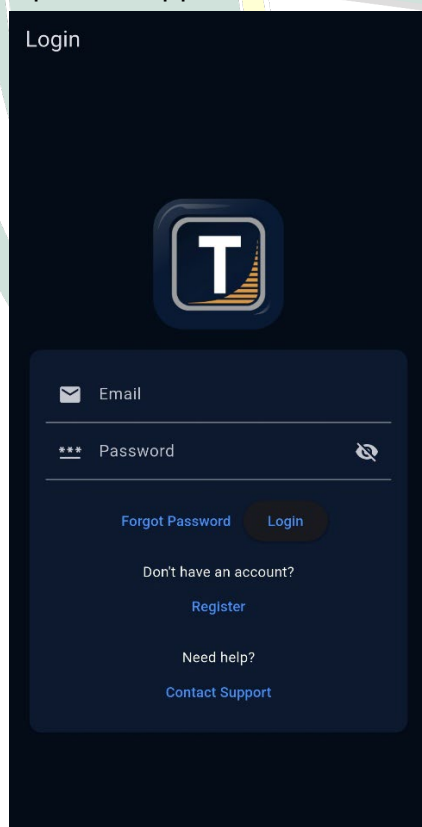 Login
T
Email
*** Password
Forgot Password Login
Don't have an account?
Register
Need help?
Contact Support